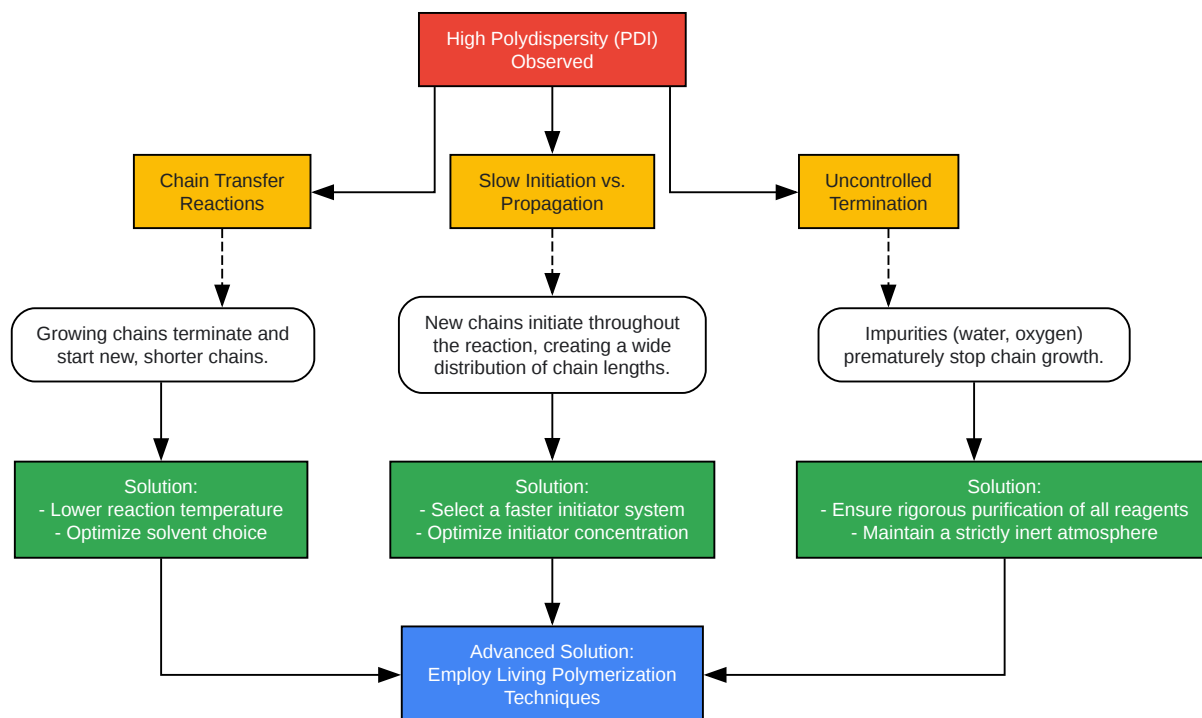 High Polydispersity (PDI)
Observed
Chain Transfer
Reactions
Slow Initiation vs.
Propagation
Uncontrolled
Termination
Growing chains terminate and
start new, shorter chains.
New chains initiate throughout
the reaction, creating a wide
distribution of chain lengths.
Impurities (water, oxygen)
prematurely stop chain growth.
Solution:
- Lower reaction temperature
- Optimize solvent choice
Solution:
- Select a faster initiator system
- Optimize initiator concentration
Solution:
- Ensure rigorous purification of all reagents
- Maintain a strictly inert atmosphere
Advanced Solution:
Employ Living Polymerization
Techniques